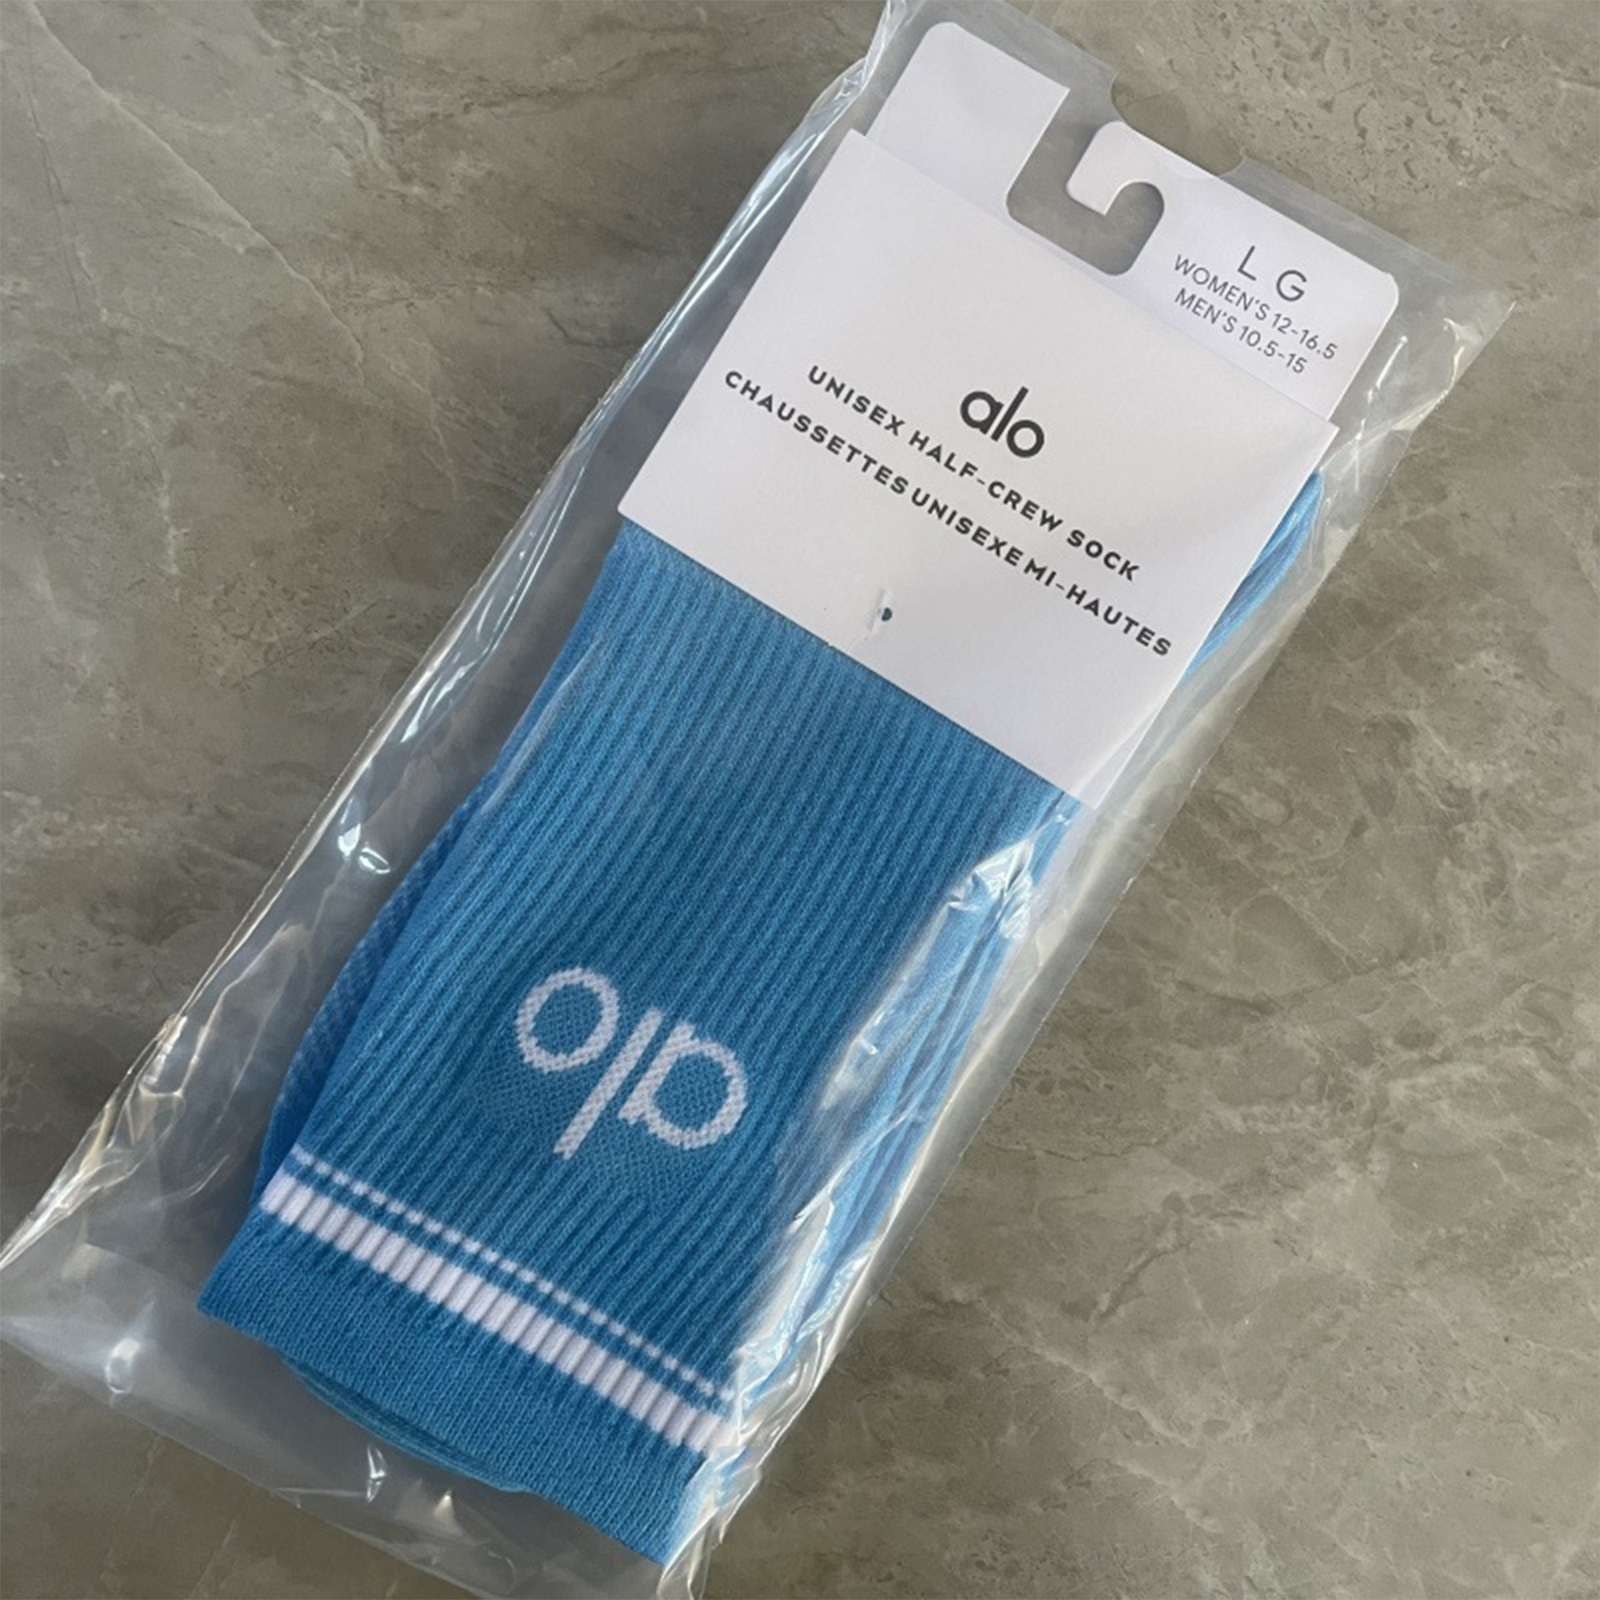 L G
WOMEN'S 12-16.5
MEN'S 10.5-15
alo
UNISEX HALF-CREW SOCK
CHAUSSETTES UNISEXE MI-HAUTES
alo